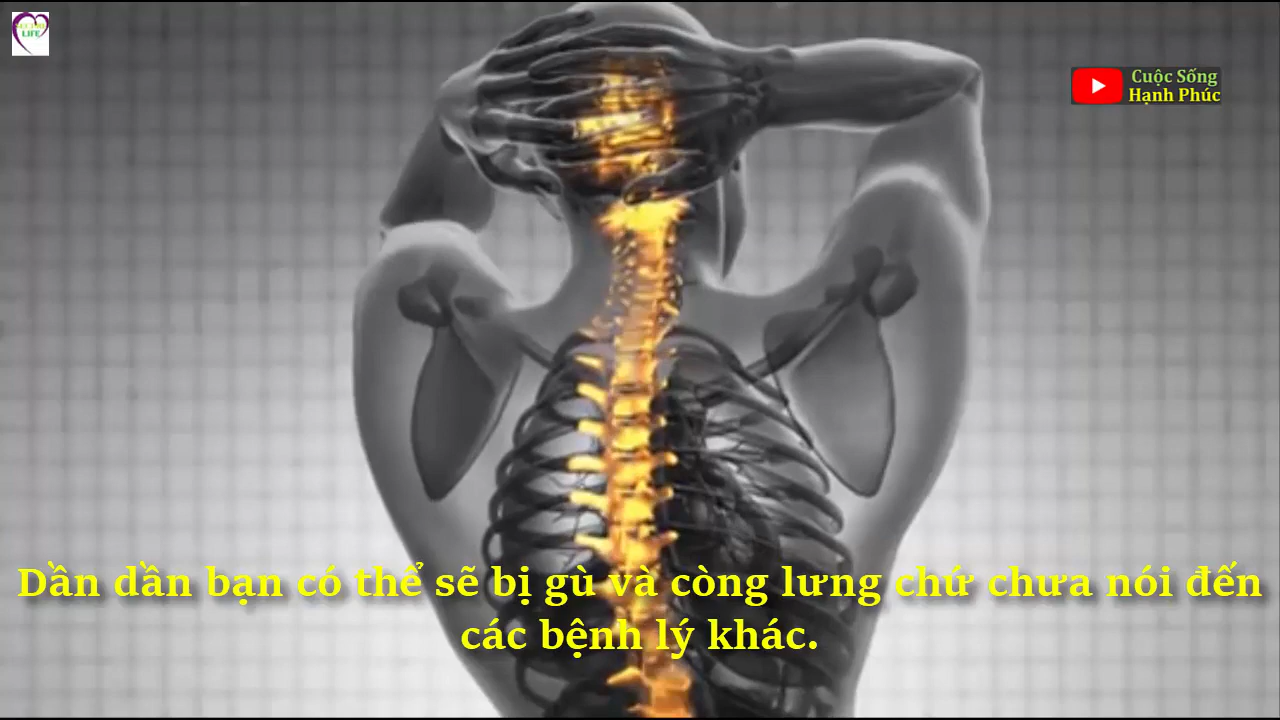 LIFE
Cuộc Sống
Hạnh Phúc
Dần dần bạn có thể sẽ bị gù và còng lưng chứ chưa nói đến
các bệnh lý khác.